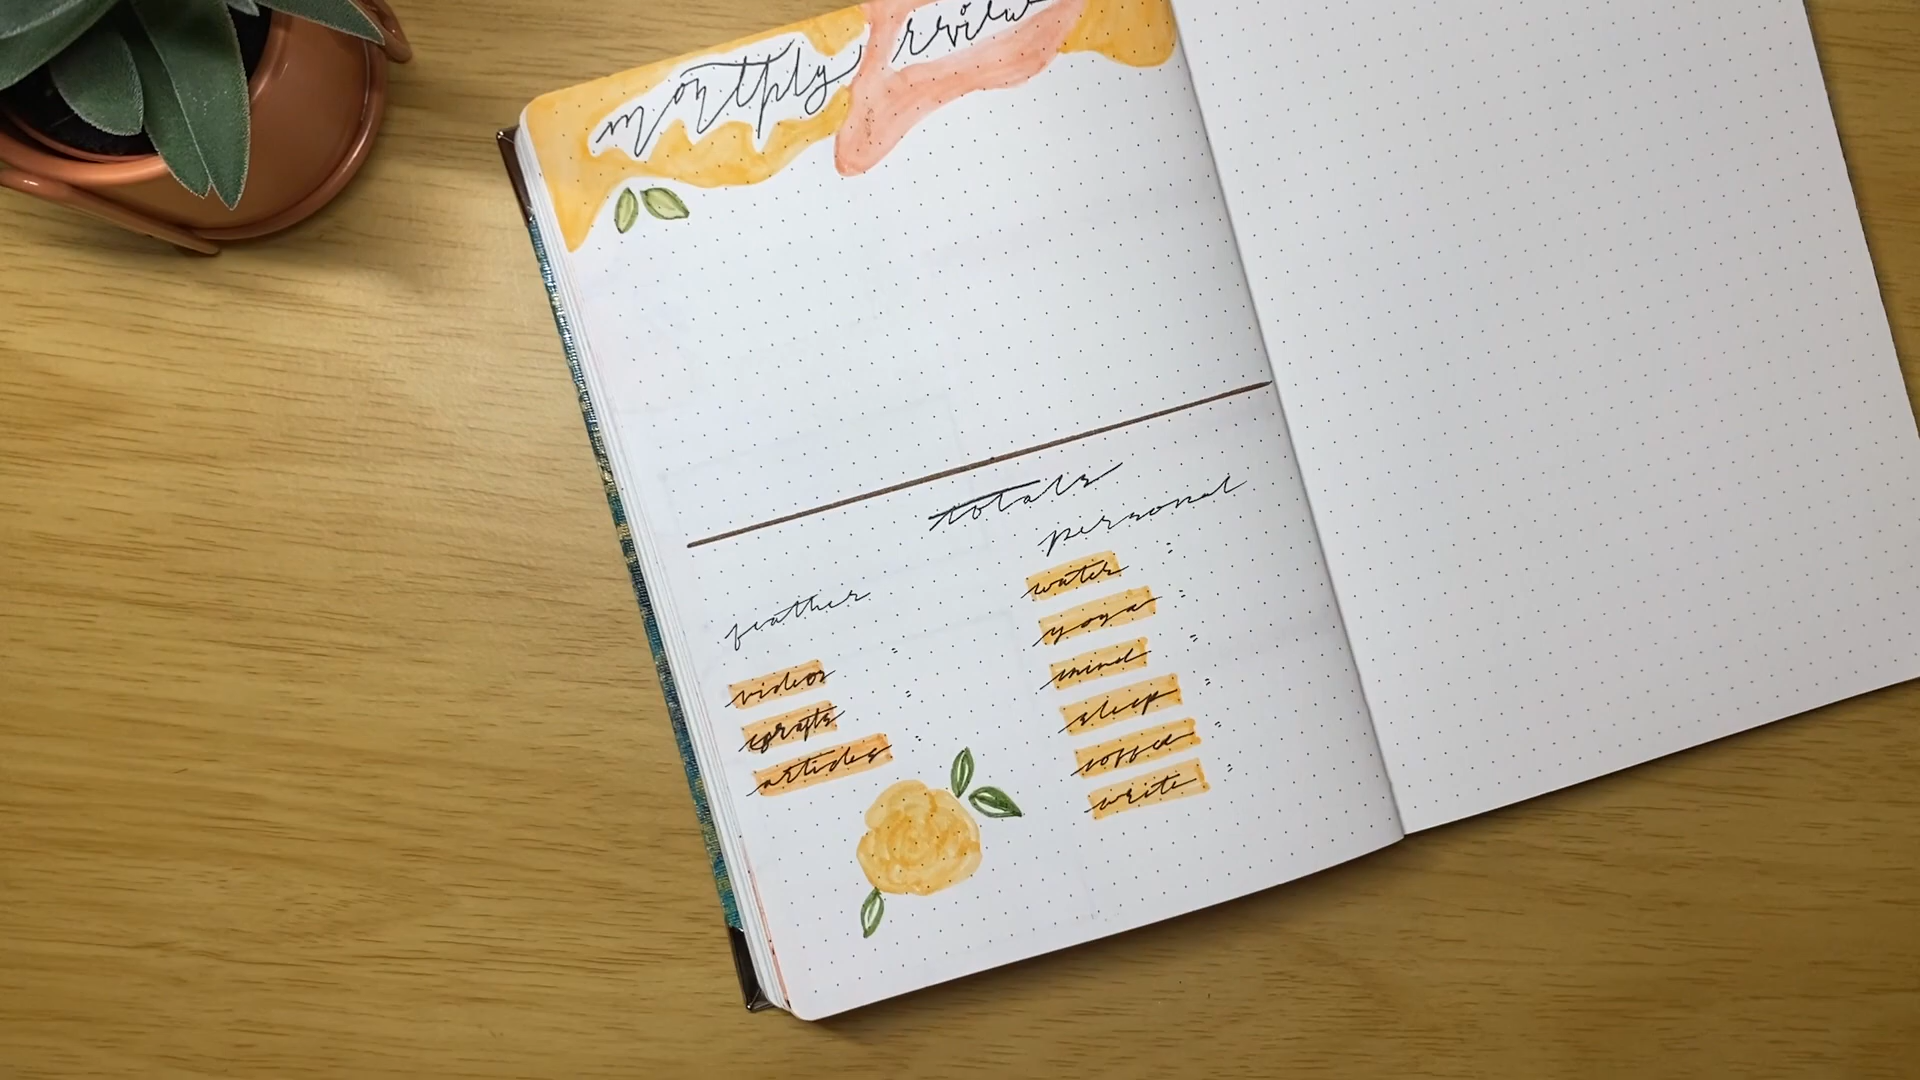 monthly review
totals
feather
videos
crafts
articles
personal
water
yoga
mind
sleep
coffee
write